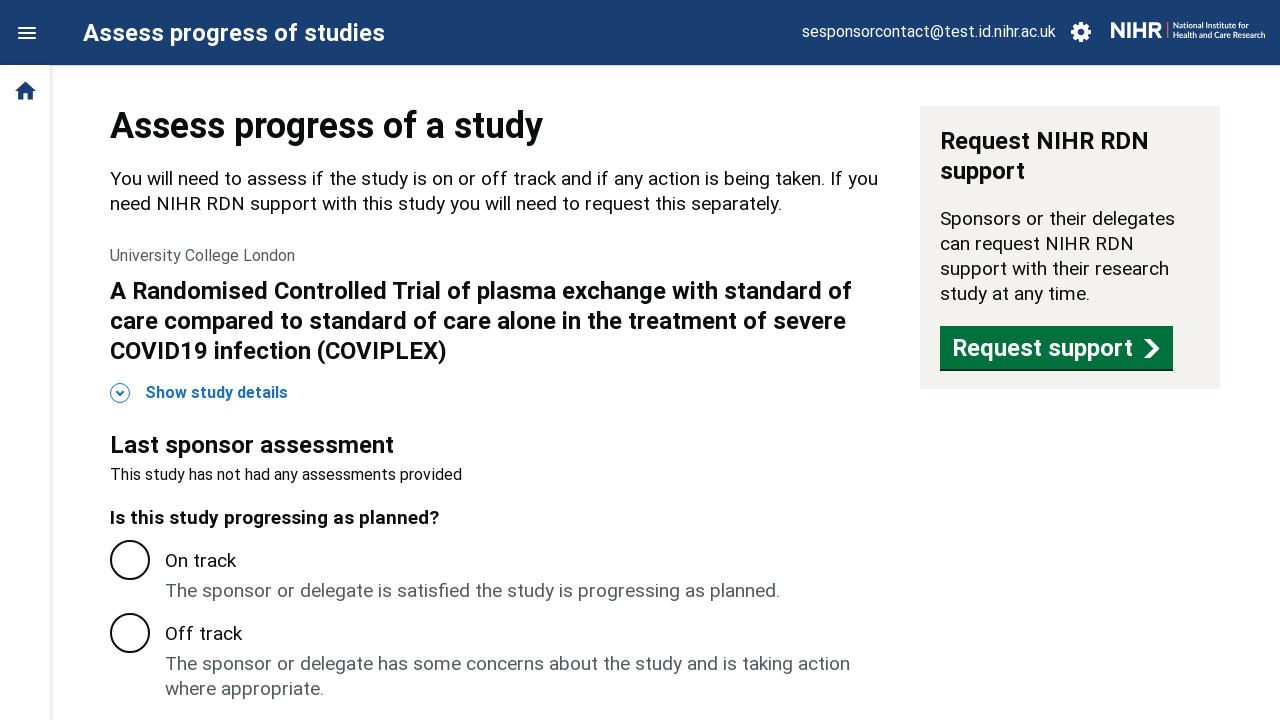 Assess progress of studies
sesponsorcontact@test.id.nihr.ac.uk
NIHR | National Institute for
Health and Care Research
Assess progress of a study
You will need to assess if the study is on or off track and if any action is being taken. If you
need NIHR RDN support with this study you will need to request this separately.
University College London
A Randomised Controlled Trial of plasma exchange with standard of
care compared to standard of care alone in the treatment of severe
COVID19 infection (COVIPLEX)
Show study details
Last sponsor assessment
This study has not had any assessments provided
Is this study progressing as planned?
On track
The sponsor or delegate is satisfied the study is progressing as planned.
Off track
The sponsor or delegate has some concerns about the study and is taking action
where appropriate.
Request NIHR RDN
support
Sponsors or their delegates
can request NIHR RDN
support with their research
study at any time.
Request support